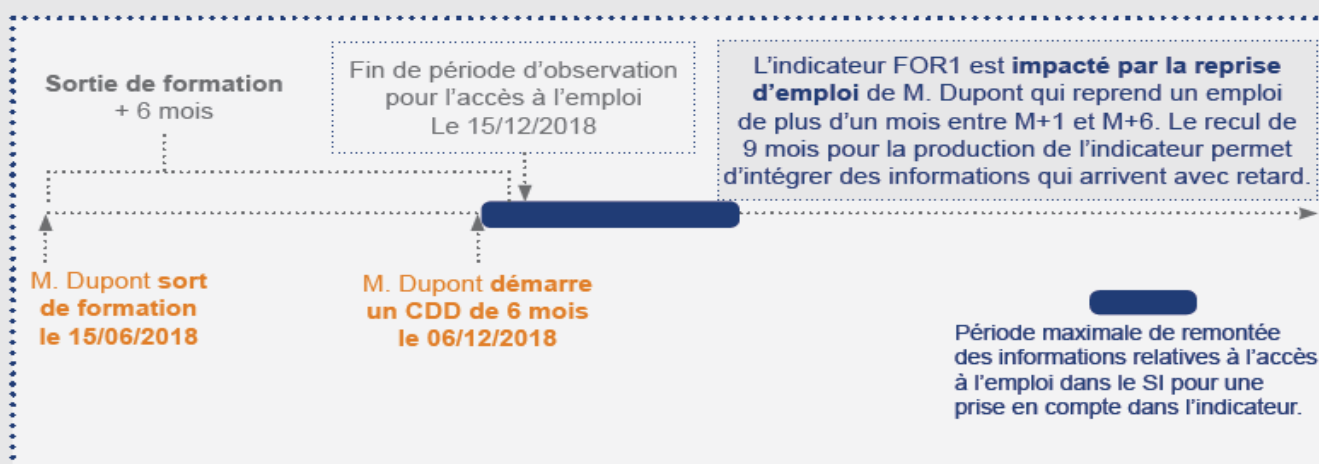 Sortie de formation
+ 6 mois
Fin de période d'observation
pour l'accès à l'emploi
Le 15/12/2018
L'indicateur FOR1 est impacté par la reprise
d'emploi de M. Dupont qui reprend un emploi
de plus d'un mois entre M+1 et M+6. Le recul de
9 mois pour la production de l'indicateur permet
d'intégrer des informations qui arrivent avec retard.
M. Dupont sort
de formation
le 15/06/2018
M. Dupont démarre
un CDD de 6 mois
le 06/12/2018
Période maximale de remontée
des informations relatives à l'accès
à l'emploi dans le SI pour une
prise en compte dans l'indicateur.